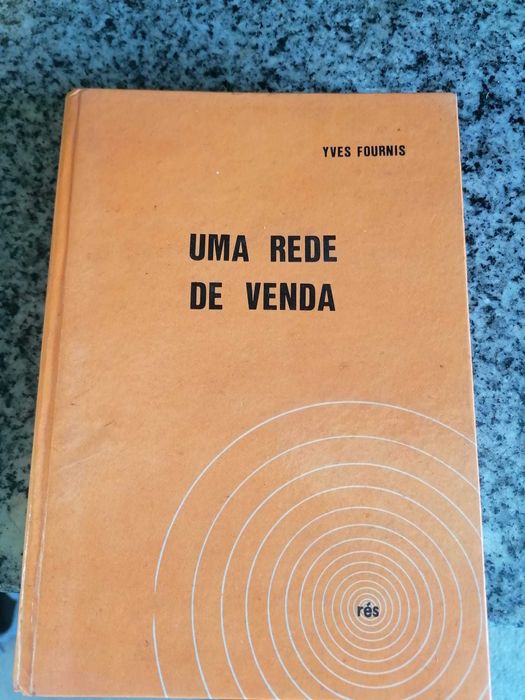 YVES FOURNIS
UMA REDE
DE VENDA
rés